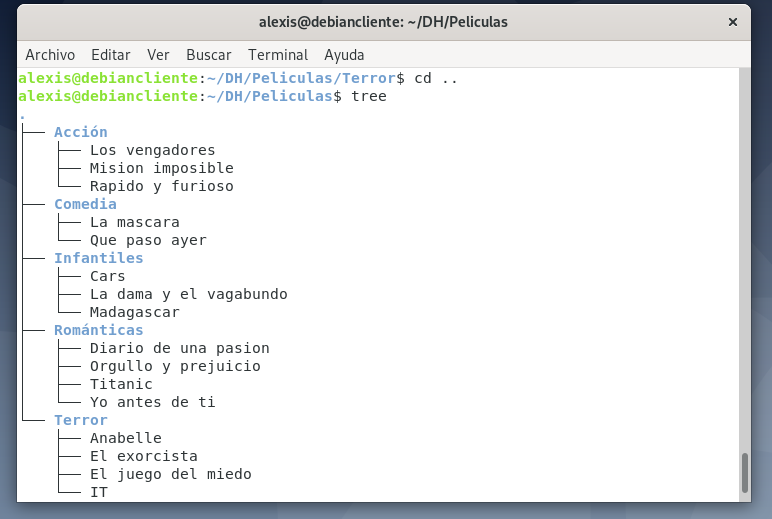 alexis@debiancliente: ~/DH/Peliculas ×
Archivo Editar Ver Buscar Terminal Ayuda
alexis@debiancliente:~/DH/Peliculas/Terror$ cd ..
alexis@debiancliente:~/DH/Peliculas$ tree
.
├── Acción
│   ├── Los vengadores
│   ├── Mision imposible
│   └── Rapido y furioso
├── Comedia
│   ├── La mascara
│   └── Que paso ayer
├── Infantiles
│   ├── Cars
│   ├── La dama y el vagabundo
│   └── Madagascar
├── Románticas
│   ├── Diario de una pasion
│   ├── Orgullo y prejuicio
│   ├── Titanic
│   └── Yo antes de ti
└── Terror
    ├── Anabelle
    ├── El exorcista
    ├── El juego del miedo
    └── IT